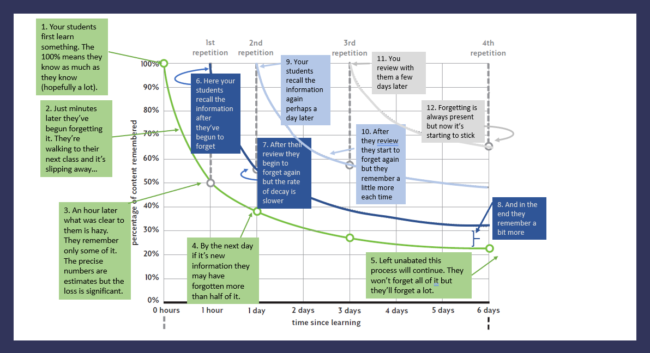 1. Your students
first learn
something. The
100% means they
know as much as
they know
(hopefully a lot).
2. Just minutes
later they've
begun forgetting
it. They're
walking to their
next class and it's
slipping away...
3. An hour later
what was clear to
them is hazy.
They remember
only some of it.
The precise
numbers are
estimates but the
loss is significant.
1st
repetition
2nd
repetition
3rd
repetition
4th
repetition
percentage of content remembered
100%
90%
80%
70%
60%
50%
40%
30%
20%
10%
0%
6. Here your
students
recall the
information
after
they've
begun to
forget
9. Your
students
recall the
information
again
perhaps a
day later
11. You
review with
them a few
days later
12. Forgetting is
always present
but now it's
starting to stick
7. After their
review they
begin to
forget again
but the rate
of decay is
slower
10. After
they review
they start to
forget again
but they
remember a
little more
each time
8. And in the
end they
remember a
bit more
4. By the next day
if it's new
information they
may have
forgotten more
than half of it.
5. Left unabated this
process will continue. They
won't forget all of it but
they'll forget a lot.
0 hours
1 hour
1 day
2 days
3 days
4 days
5 days
6 days
time since learning